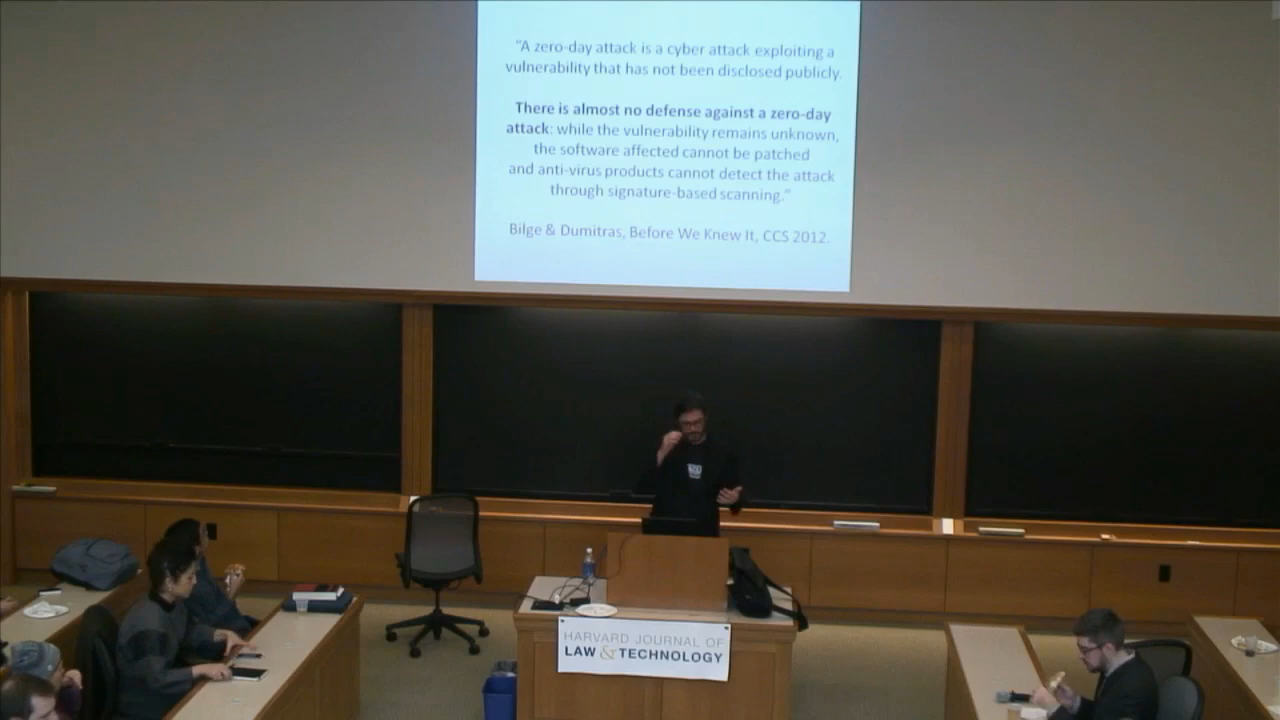 "A zero-day attack is a cyber attack exploiting a
vulnerability that has not been disclosed publicly.
There is almost no defense against a zero-day
attack: while the vulnerability remains unknown,
the software affected cannot be patched
and anti-virus products cannot detect the attack
through signature-based scanning."
Bilge & Dumitras, Before We Knew It, CCS 2012.
HARVARD JOURNAL OF
LAW & TECHNOLOGY